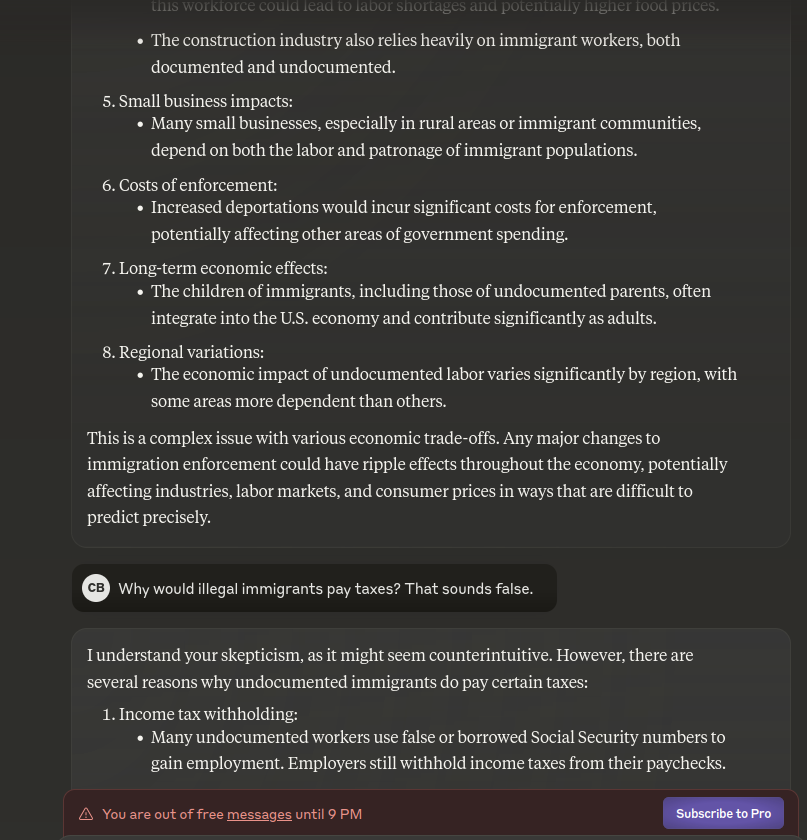 this workforce could lead to labor shortages and potentially higher food prices.
• The construction industry also relies heavily on immigrant workers, both
documented and undocumented.
5. Small business impacts:
• Many small businesses, especially in rural areas or immigrant communities,
depend on both the labor and patronage of immigrant populations.
6. Costs of enforcement:
• Increased deportations would incur significant costs for enforcement,
potentially affecting other areas of government spending.
7. Long-term economic effects:
• The children of immigrants, including those of undocumented parents, often
integrate into the U.S. economy and contribute significantly as adults.
8. Regional variations:
• The economic impact of undocumented labor varies significantly by region, with
some areas more dependent than others.
This is a complex issue with various economic trade-offs. Any major changes to
immigration enforcement could have ripple effects throughout the economy, potentially
affecting industries, labor markets, and consumer prices in ways that are difficult to
predict precisely.
CB Why would illegal immigrants pay taxes? That sounds false.
I understand your skepticism, as it might seem counterintuitive. However, there are
several reasons why undocumented immigrants do pay certain taxes:
1. Income tax withholding:
• Many undocumented workers use false or borrowed Social Security numbers to
gain employment. Employers still withhold income taxes from their paychecks.
You are out of free messages until 9 PM Subscribe to Pro